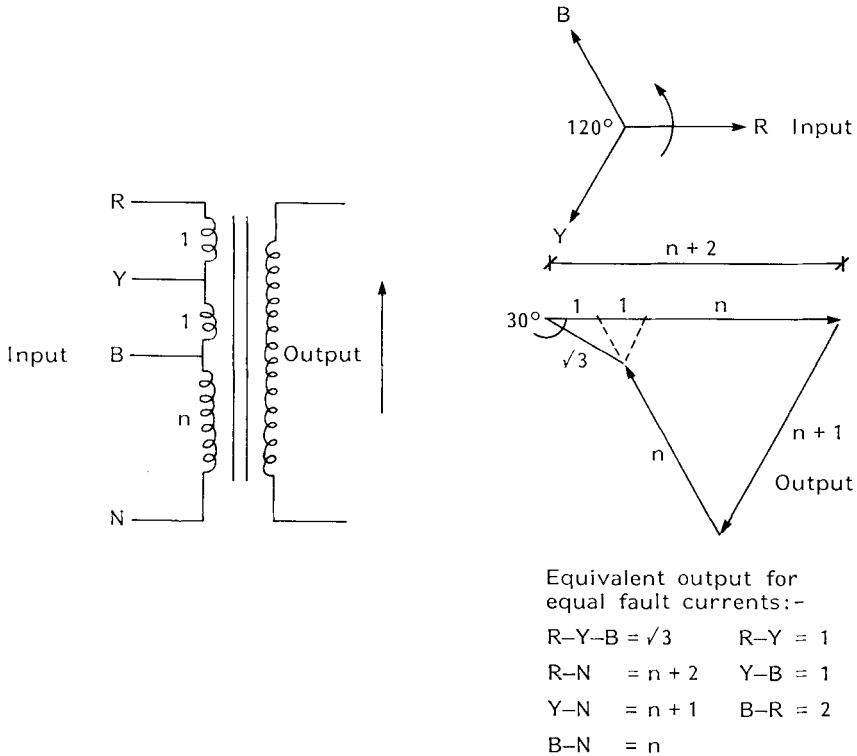 B
120°
R Input
Y
n + 2
R
1
Y
1
Input B Output
n
N
30° 1 1 n
√3
n
n + 1
Output
Equivalent output for
equal fault currents:-
R–Y–B = √3 R–Y = 1
R–N = n + 2 Y–B = 1
Y–N = n + 1 B–R = 2
B–N = n